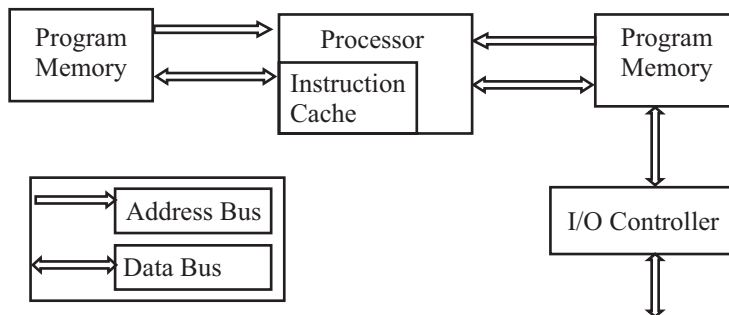 Program
Memory
Processor
Instruction
Cache
Program
Memory
Address Bus
Data Bus
I/O Controller